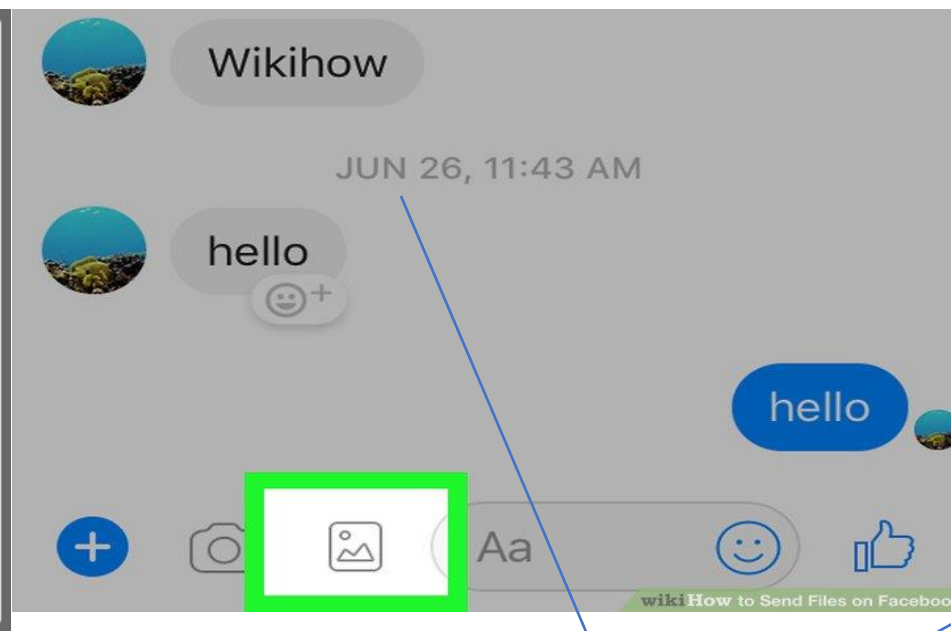 Wikihow
JUN 26, 11:43 AM
hello
hello
Aa
wikiHow to Send Files on Faceboo